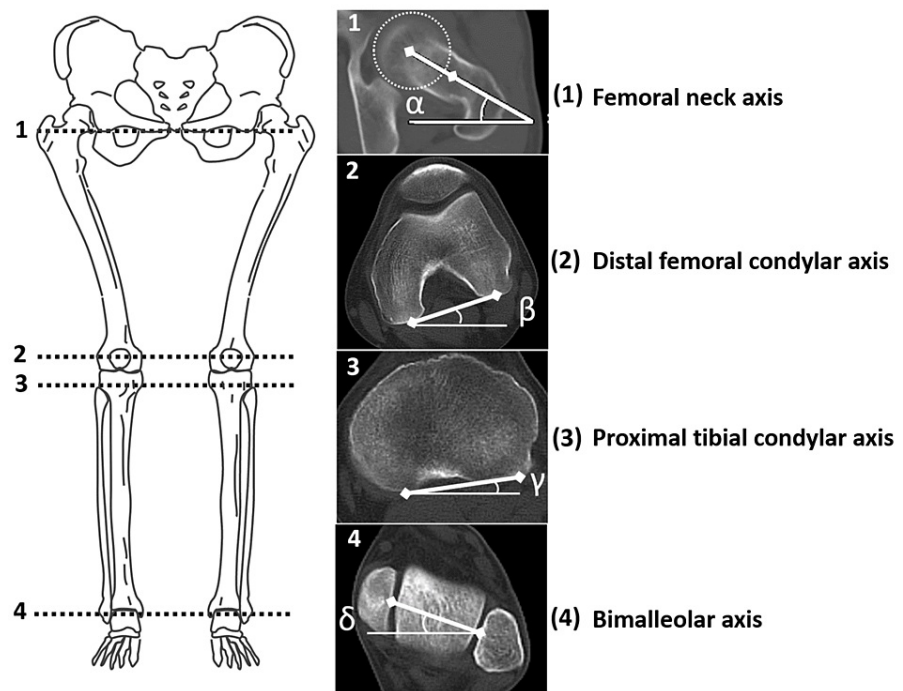 1
2
3
4
1
α
2
β
3
γ
4
δ
(1) Femoral neck axis
(2) Distal femoral condylar axis
(3) Proximal tibial condylar axis
(4) Bimalleolar axis